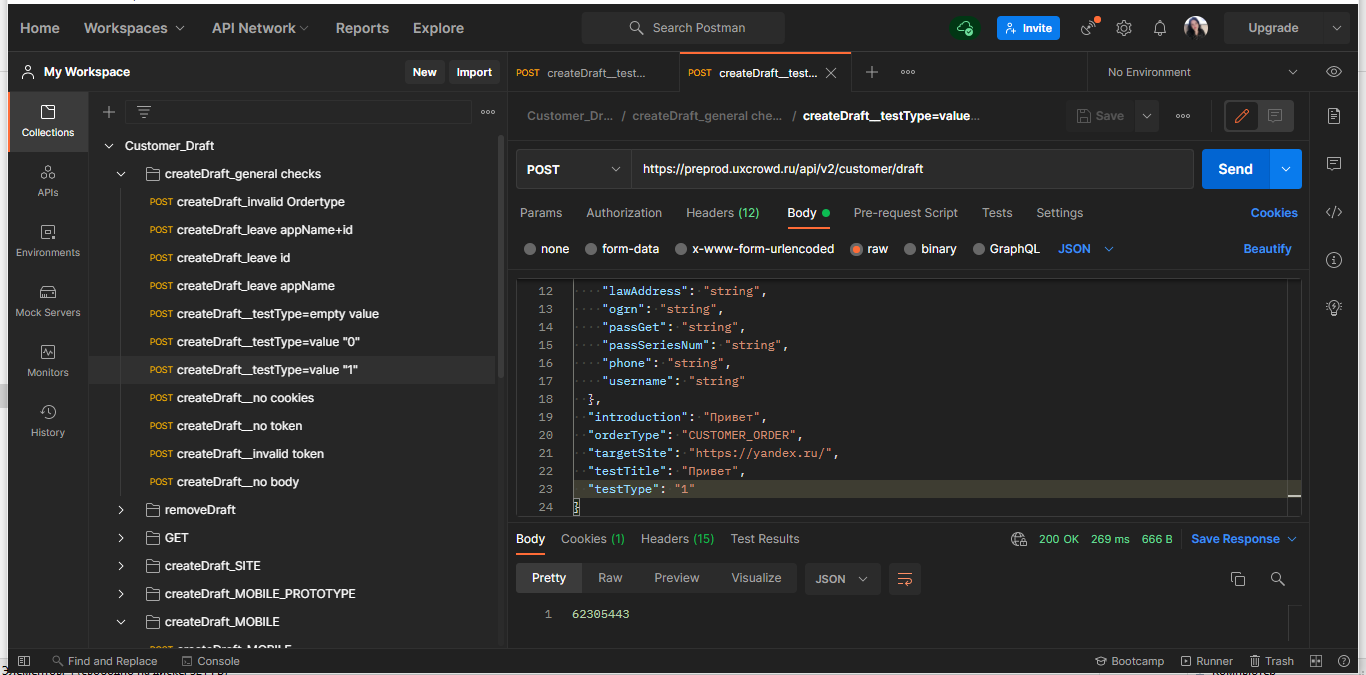 Home Workspaces API Network Reports Explore Search Postman Invite Upgrade
My Workspace New Import POST createDraft__test... POST createDraft__test... No Environment
Collections
APIs
Environments
Mock Servers
Monitors
History
Customer_Draft
createDraft_general checks
POST createDraft_invalid Ordertype
POST createDraft_leave appName+id
POST createDraft_leave id
POST createDraft_leave appName
POST createDraft__testType=empty value
POST createDraft__testType=value "0"
POST createDraft__testType=value "1"
POST createDraft__no cookies
POST createDraft__no token
POST createDraft__invalid token
POST createDraft__no body
removeDraft
GET
createDraft_SITE
createDraft_MOBILE_PROTOTYPE
createDraft_MOBILE
POST createDraft_MOBILE
Customer_Dr... / createDraft_general che... / createDraft__testType=value... Save
POST https://preprod.uxcrowd.ru/api/v2/customer/draft Send
Params Authorization Headers (12) Body Pre-request Script Tests Settings Cookies
none form-data x-www-form-urlencoded raw binary GraphQL JSON Beautify
12 "lawAddress": "string",
13 "ogrn": "string",
14 "passGet": "string",
15 "passSeriesNum": "string",
16 "phone": "string",
17 "username": "string"
18 },
19 "introduction": "Привет",
20 "orderType": "CUSTOMER_ORDER",
21 "targetSite": "https://yandex.ru/",
22 "testTitle": "Привет",
23 "testType": "1"
24 }
Body Cookies (1) Headers (15) Test Results 200 OK 269 ms 666 B Save Response
Pretty Raw Preview Visualize JSON
1 62305443
Find and Replace Console Bootcamp Runner Trash